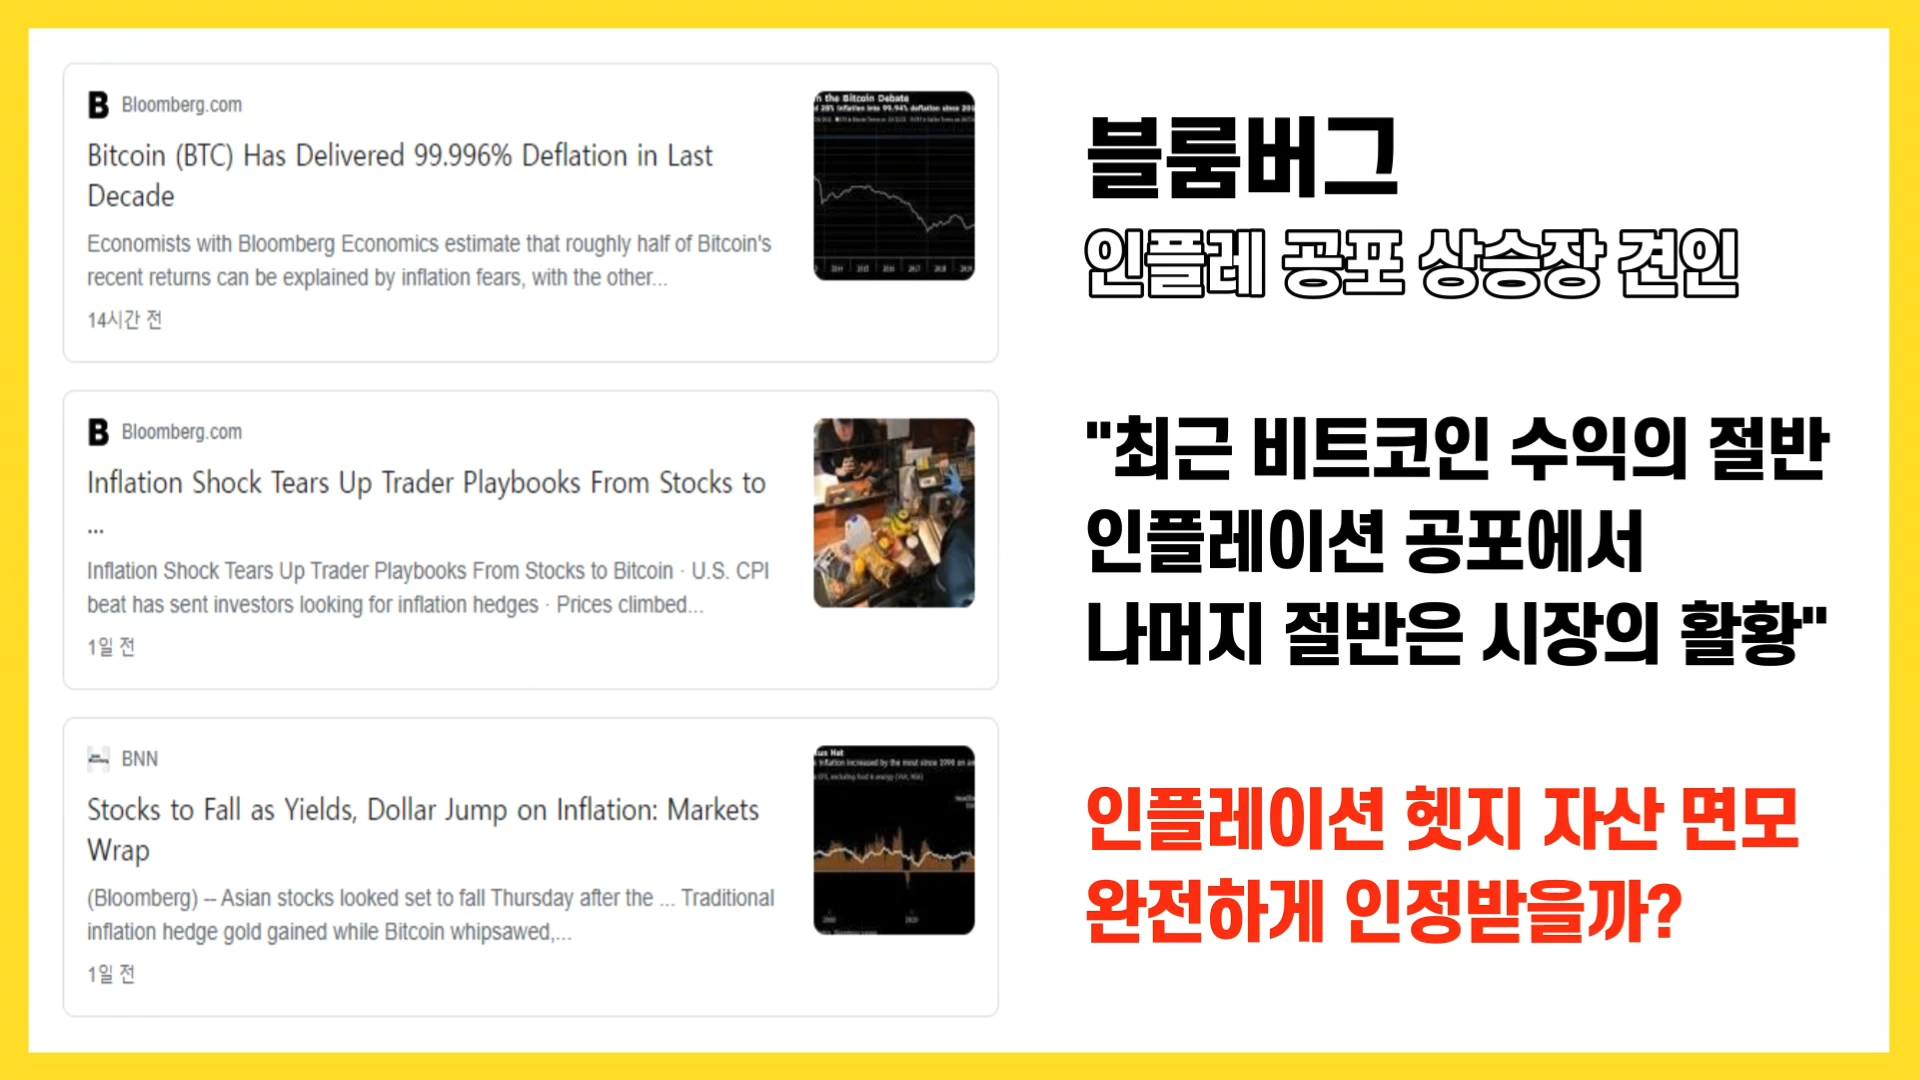 Bloomberg.com
Bitcoin (BTC) Has Delivered 99.996% Deflation in Last
Decade
Economists with Bloomberg Economics estimate that roughly half of Bitcoin's
recent returns can be explained by inflation fears, with the other...
14시간 전
n the Bitcoin Debate
Bloomberg.com
Inflation Shock Tears Up Trader Playbooks From Stocks to
...
Inflation Shock Tears Up Trader Playbooks From Stocks to Bitcoin · U.S. CPI
beat has sent investors looking for inflation hedges · Prices climbed...
1일 전
BNN
Stocks to Fall as Yields, Dollar Jump on Inflation: Markets
Wrap
(Bloomberg) -- Asian stocks looked set to fall Thursday after the ... Traditional
inflation hedge gold gained while Bitcoin whipsawed,...
1일 전
블룸버그
인플레 공포 상승장 견인
"최근 비트코인 수익의 절반
인플레이션 공포에서
나머지 절반은 시장의 활황"
인플레이션 헷지 자산 면모
완전하게 인정받을까?